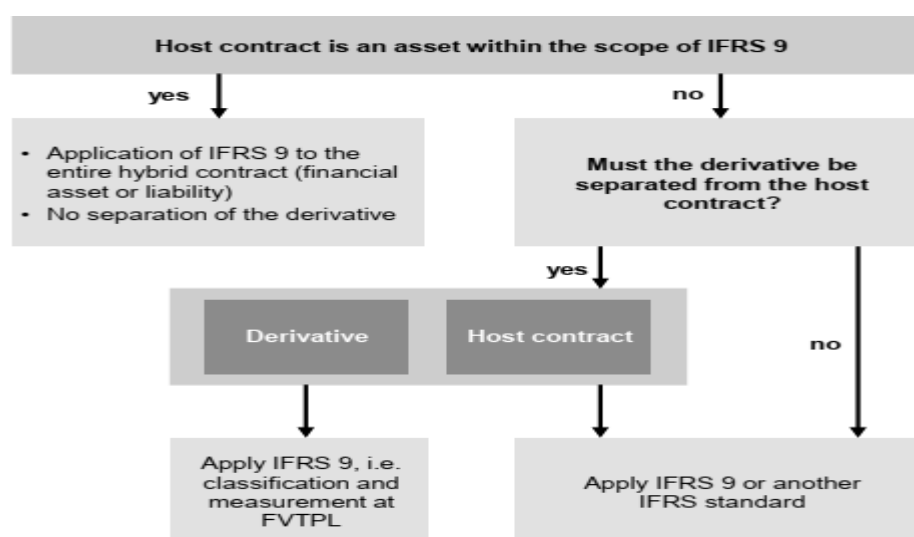 Host contract is an asset within the scope of IFRS 9
yes
no
• Application of IFRS 9 to the
entire hybrid contract (financial
asset or liability)
• No separation of the derivative
Must the derivative be
separated from the host
contract?
yes
Derivative
Host contract
no
Apply IFRS 9, i.e.
classification and
measurement at
FVTPL
Apply IFRS 9 or another
IFRS standard